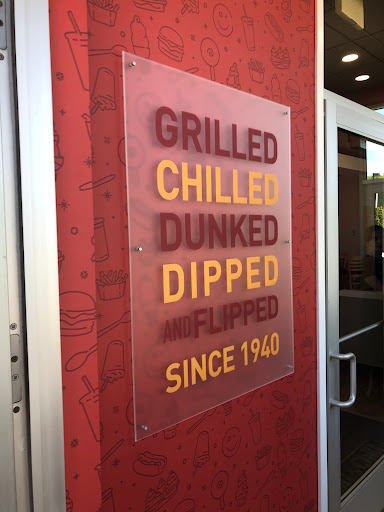 GRILLED
CHILLED
DUNKED
DIPPED
AND FLIPPED
SINCE 1940